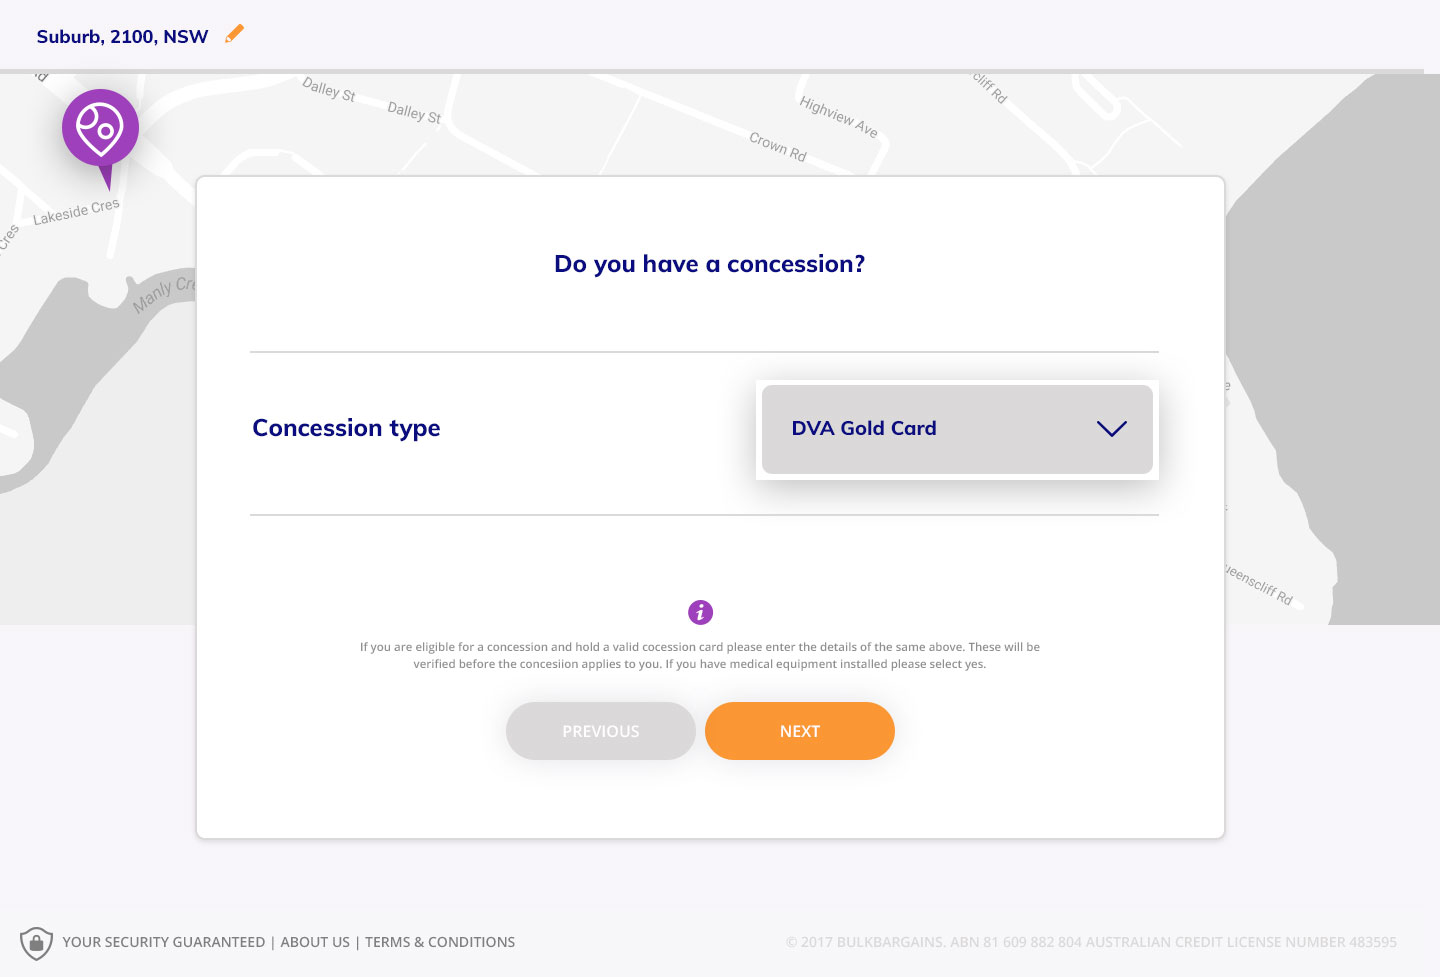 Suburb, 2100, NSW
Dalley St
Dalley St
Highview Ave
cliff Rd
Crown Rd
Lakeside Cres
Cres
Manly Cre
Do you have a concession?
Concession type
DVA Gold Card
If you are eligible for a concession and hold a valid cocession card please enter the details of the same above. These will be
verified before the concesiion applies to you. If you have medical equipment installed please select yes.
ueenscliff Rd
PREVIOUS
NEXT
YOUR SECURITY GUARANTEED | ABOUT US | TERMS & CONDITIONS
© 2017 BULKBARGAINS. ABN 81 609 882 804 AUSTRALIAN CREDIT LICENSE NUMBER 483595